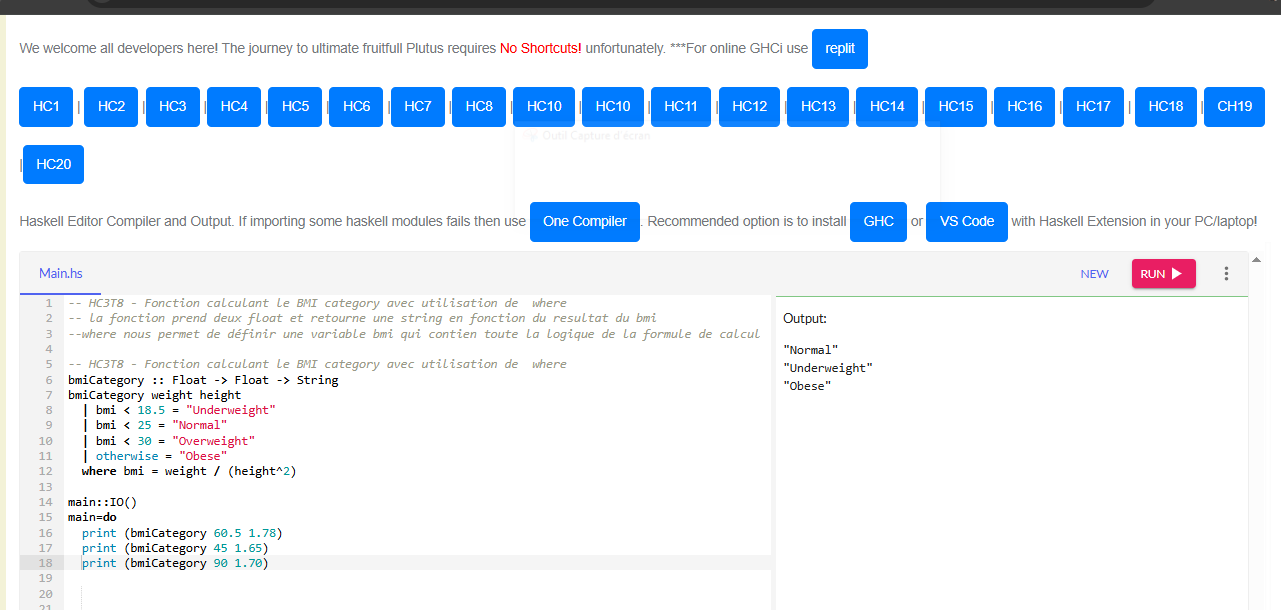 We welcome all developers here! The journey to ultimate fruitfull Plutus requires No Shortcuts! unfortunately. ***For online GHCi use replit
HC1 | HC2 | HC3 | HC4 | HC5 | HC6 | HC7 | HC8 | HC10 | HC10 | HC11 | HC12 | HC13 | HC14 | HC15 | HC16 | HC17 | HC18 | CH19
| HC20
Outil Capture d'écran
Haskell Editor Compiler and Output. If importing some haskell modules fails then use One Compiler . Recommended option is to install GHC or VS Code with Haskell Extension in your PC/laptop!
Main.hs
NEW RUN
1 -- HC3T8 - Fonction calculant le BMI category avec utilisation de  where
2 -- la fonction prend deux float et retourne une string en fonction du resultat du bmi
3 --where nous permet de définir une variable bmi qui contien toute la logique de la formule de calcul
4
5 -- HC3T8 - Fonction calculant le BMI category avec utilisation de  where
6 bmiCategory :: Float -> Float -> String
7 bmiCategory weight height
8   | bmi < 18.5 = "Underweight"
9   | bmi < 25 = "Normal"
10   | bmi < 30 = "Overweight"
11   | otherwise = "Obese"
12   where bmi = weight / (height^2)
13
14 main::IO()
15 main=do
16   print (bmiCategory 60.5 1.78)
17   print (bmiCategory 45 1.65)
18   print (bmiCategory 90 1.70)
19
20
21
Output:
"Normal"
"Underweight"
"Obese"